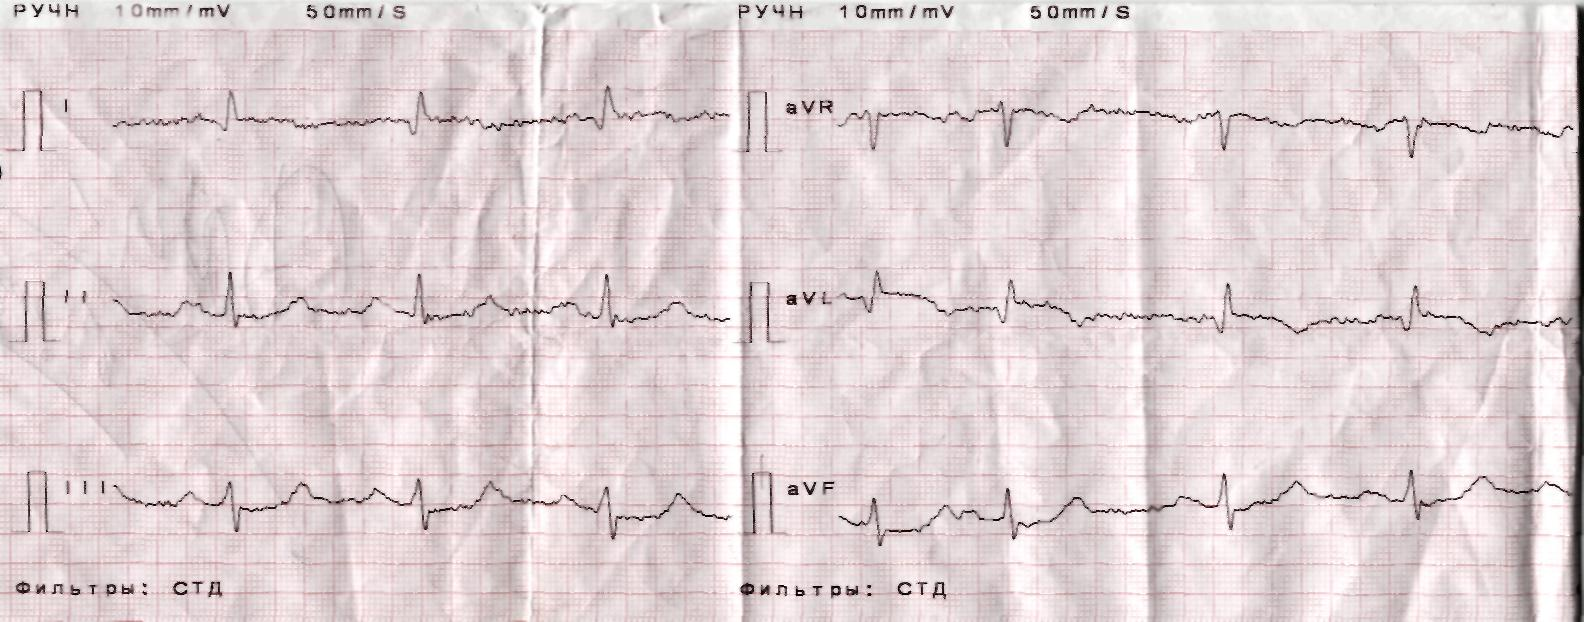 РУЧН 10mm/mV 50mm/S
РУЧН 10mm/mV 50mm/S
I
aVR
II
aVL
III
aVF
Фильтры: СТД
Фильтры: СТД